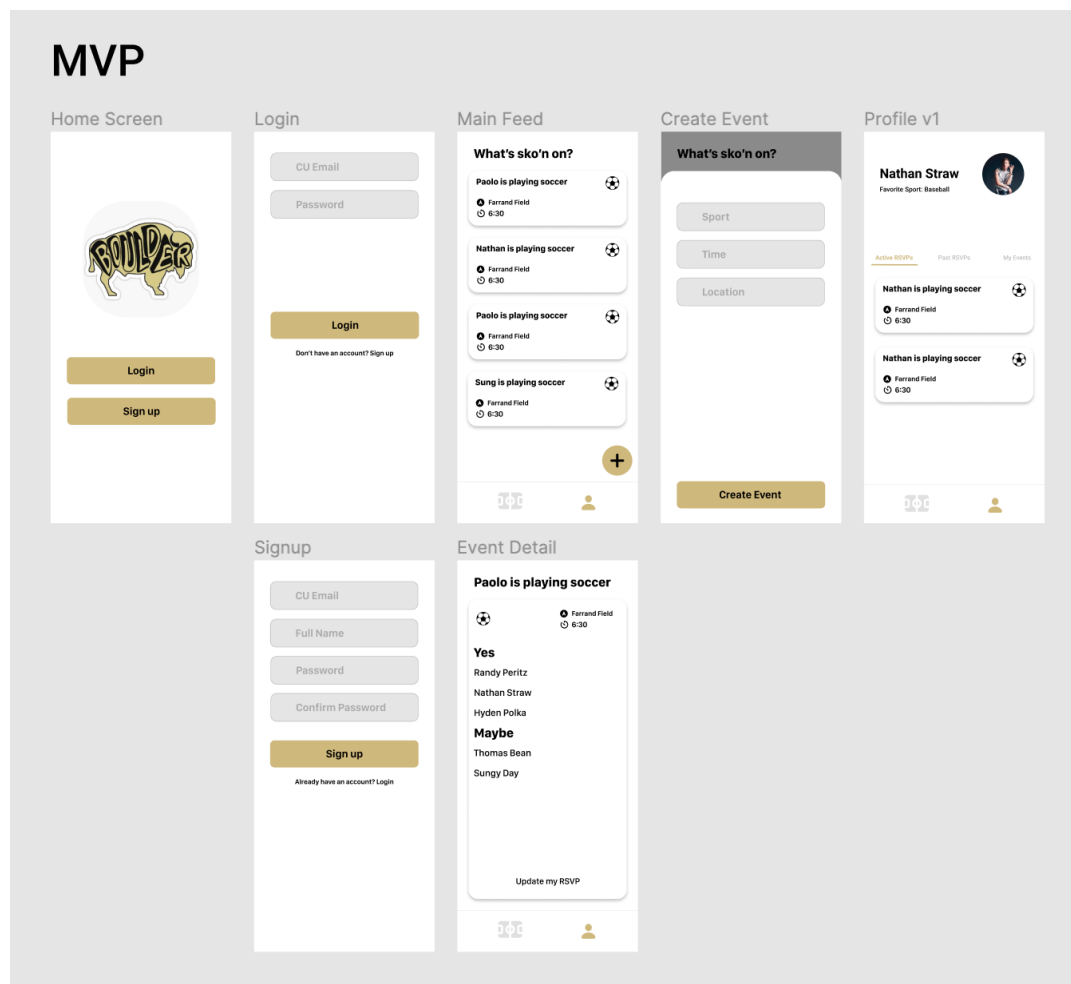 MVP
Home Screen
BOULDER
Login
Sign up
Login
CU Email
Password
Login
Don't have an account? Sign up
Main Feed
What's sko'n on?
Paolo is playing soccer
A Farrand Field
6:30
Nathan is playing soccer
A Farrand Field
6:30
Paolo is playing soccer
A Farrand Field
6:30
Sung is playing soccer
A Farrand Field
6:30
Create Event
What's sko'n on?
Sport
Time
Location
Create Event
Profile v1
Nathan Straw
Favorite Sport: Baseball
Active RSVPs Past RSVPs My Events
Nathan is playing soccer
A Farrand Field
6:30
Nathan is playing soccer
A Farrand Field
6:30
Signup
CU Email
Full Name
Password
Confirm Password
Sign up
Already have an account? Login
Event Detail
Paolo is playing soccer
A Farrand Field
6:30
Yes
Randy Peritz
Nathan Straw
Hyden Polka
Maybe
Thomas Bean
Sungy Day
Update my RSVP